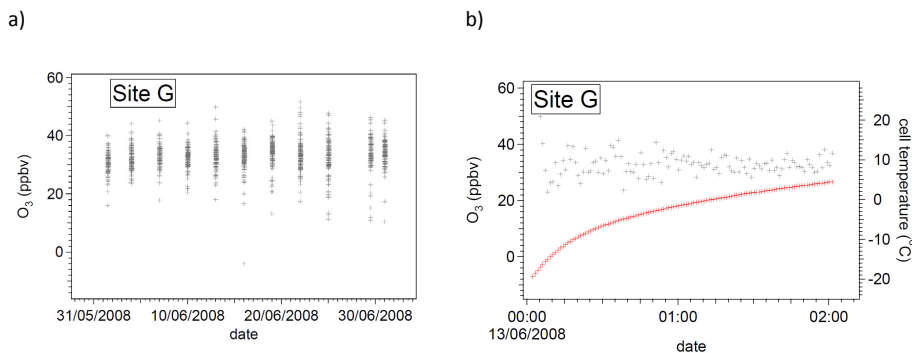 a)
b)
Site G
60
40
20
0
O3 (ppbv)
31/05/2008 10/06/2008 20/06/2008 30/06/2008
date
Site G
60
40
20
0
O3 (ppbv)
20
10
0
-10
-20
cell temperature (°C)
00:00 01:00 02:00
13/06/2008
date